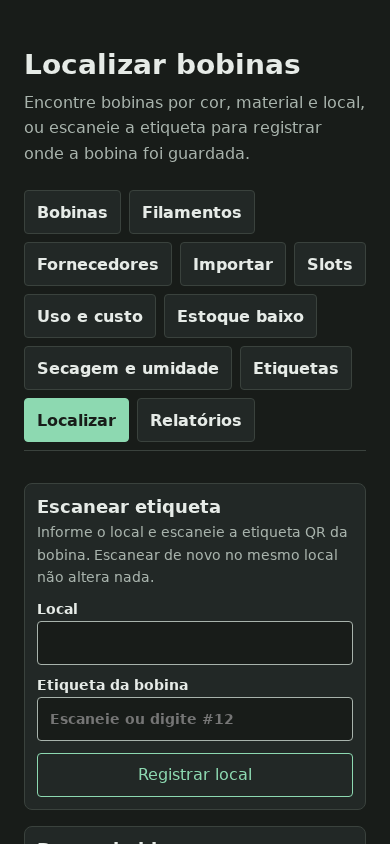 Localizar bobinas
Encontre bobinas por cor, material e local,
ou escaneie a etiqueta para registrar
onde a bobina foi guardada.
Bobinas
Filamentos
Fornecedores
Importar
Slots
Uso e custo
Estoque baixo
Secagem e umidade
Etiquetas
Localizar
Relatórios
Escanear etiqueta
Informe o local e escaneie a etiqueta QR da
bobina. Escanear de novo no mesmo local
não altera nada.
Local
Etiqueta da bobina
Escaneie ou digite #12
Registrar local